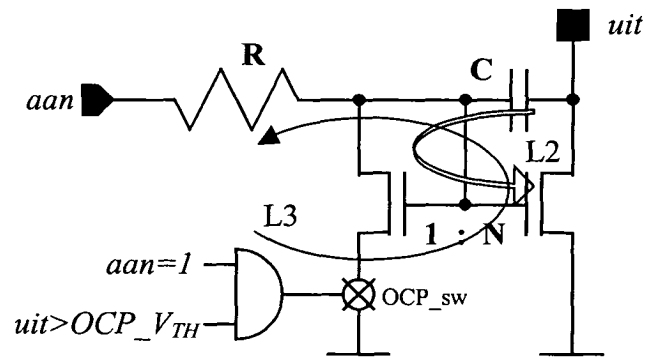 uit
R
C
aan
L2
L3
1 : N
aan=1
OCP_sw
uit>OCP_VTH